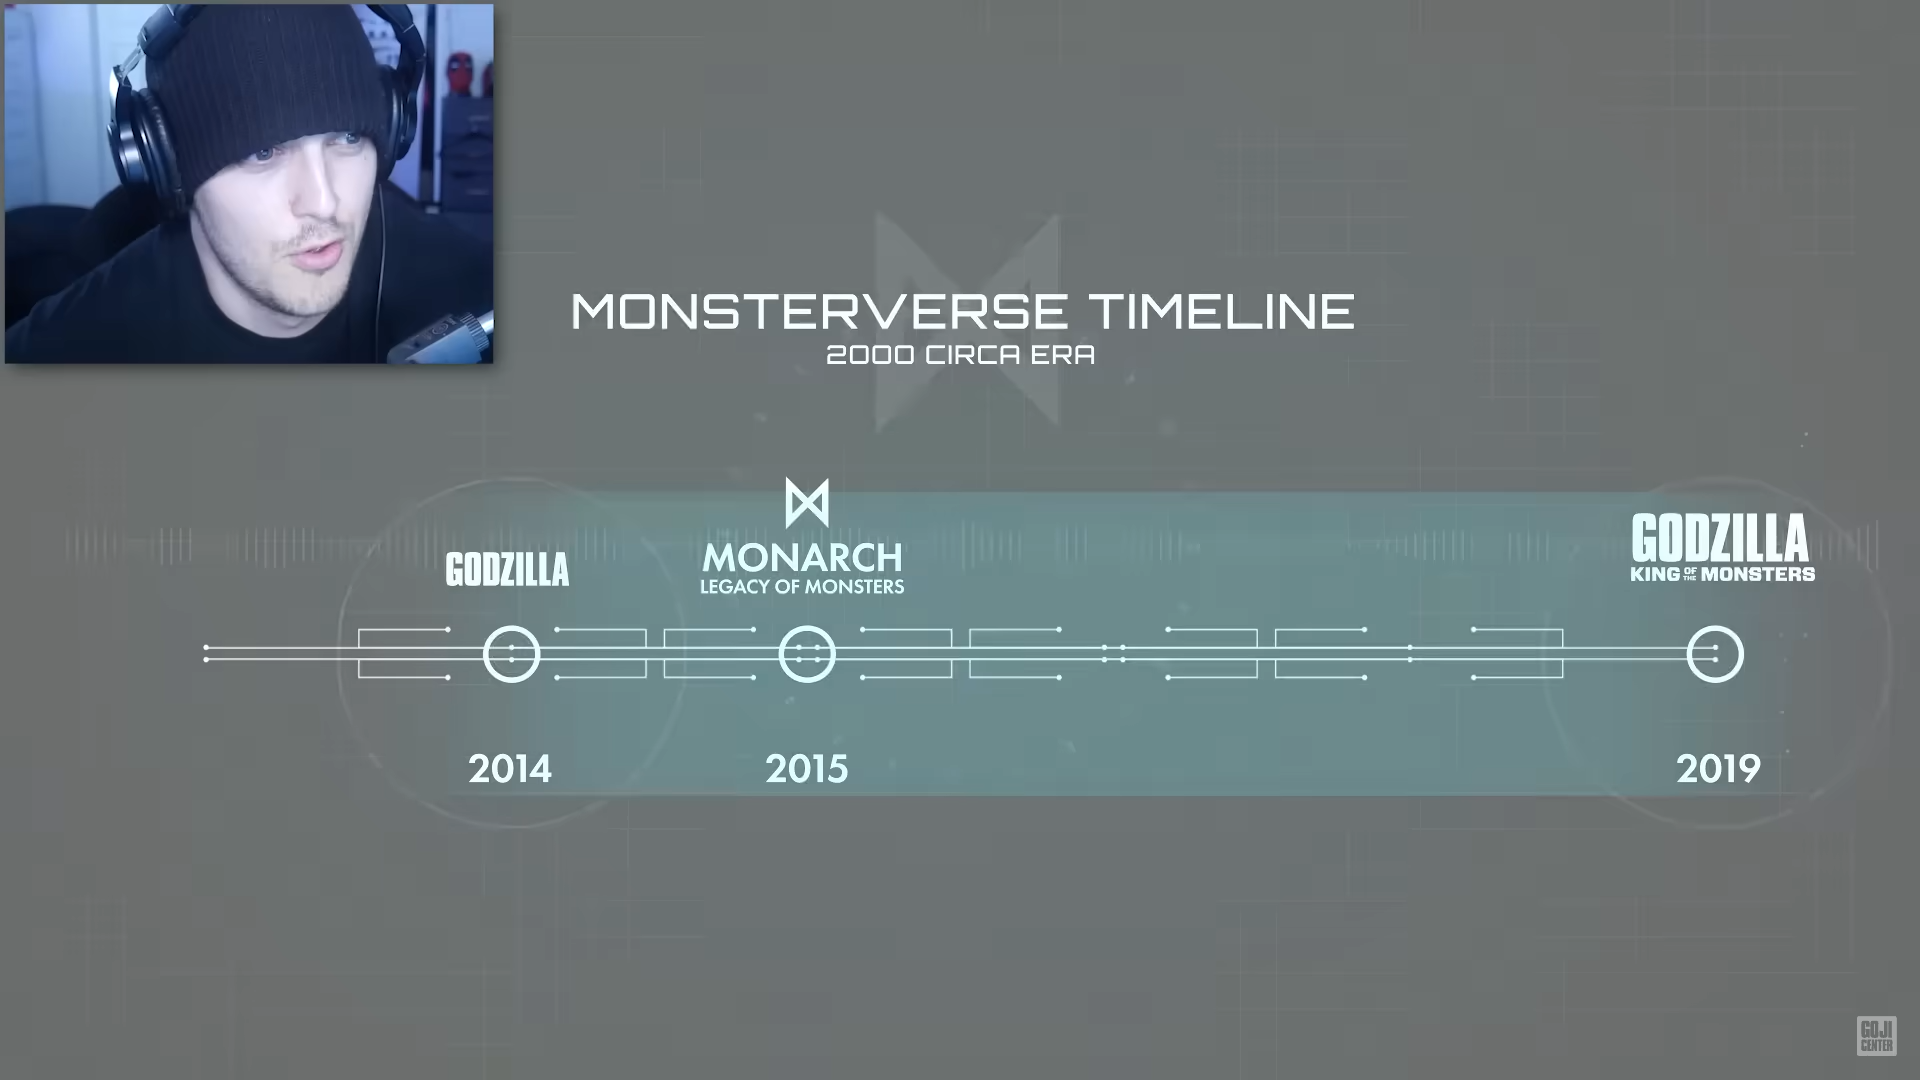 MONSTERVERSE TIMELINE
2000 CIRCA ERA
GODZILLA
MONARCH
LEGACY OF MONSTERS
GODZILLA
KING OF THE MONSTERS
2014
2015
2019
GOJI
CENTER